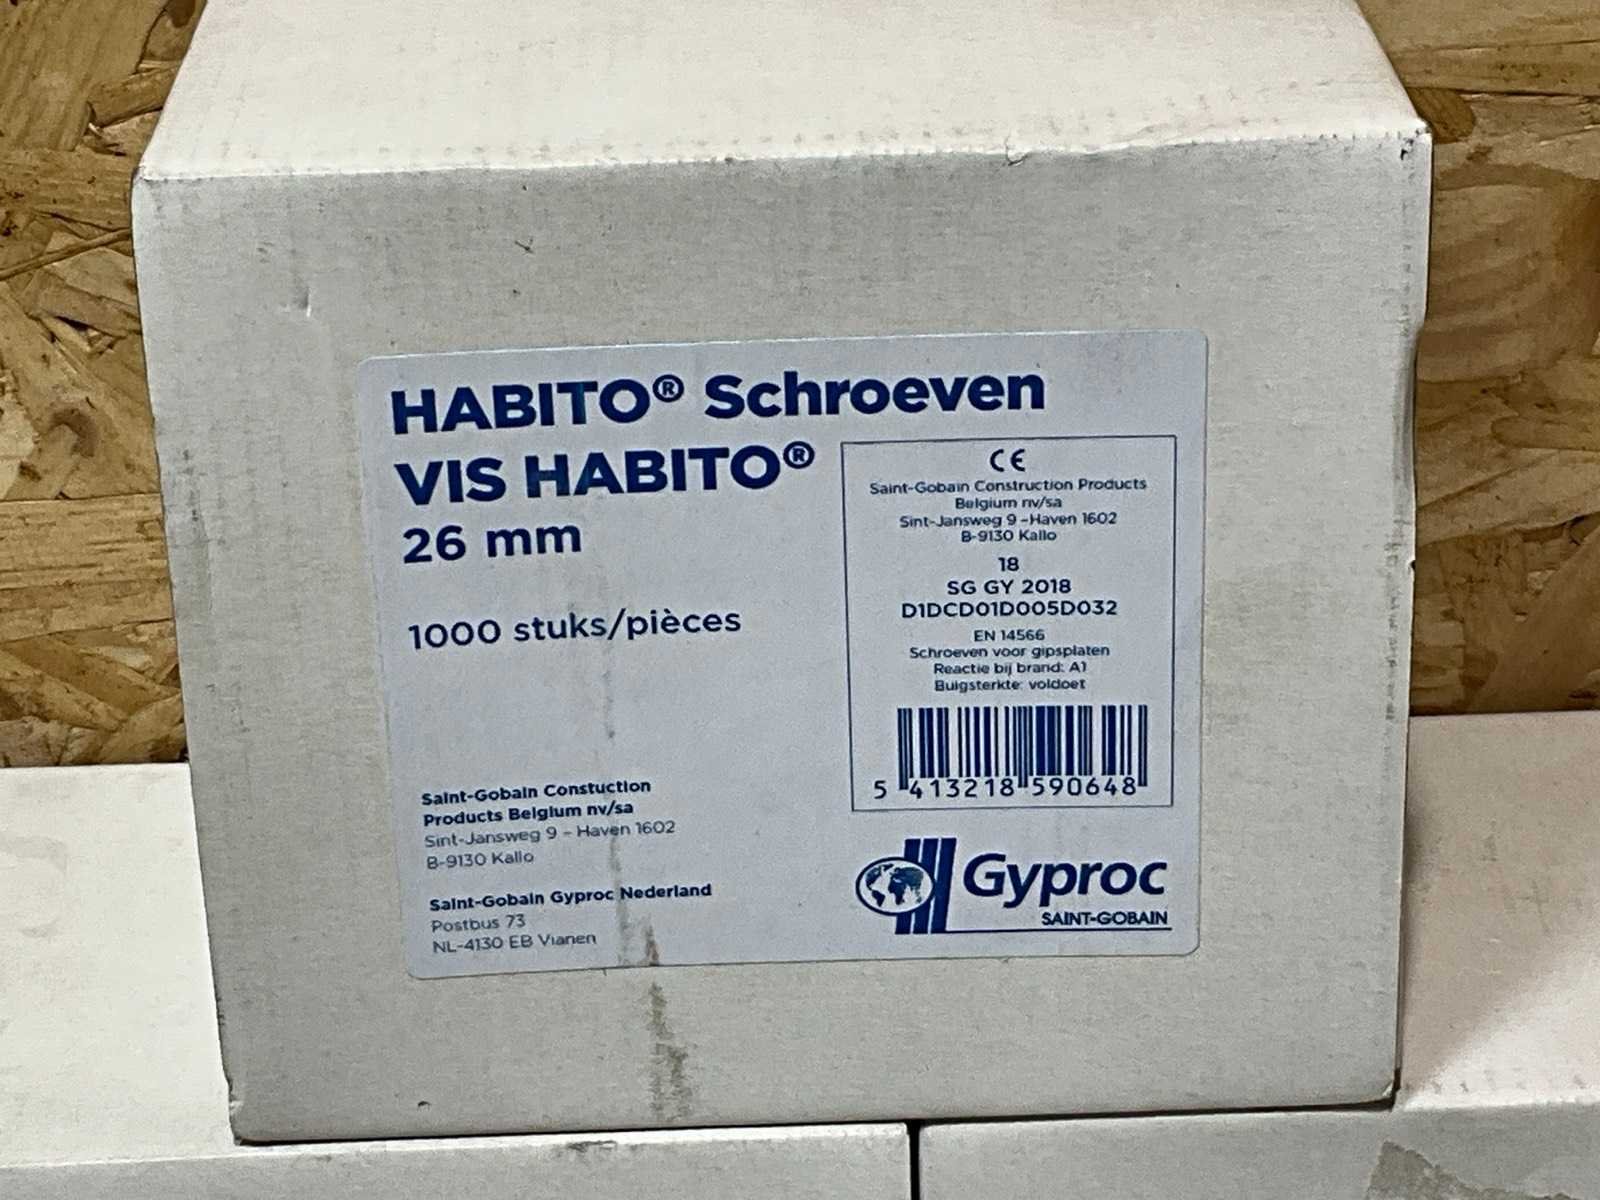 HABITO® Schroeven
VIS HABITO®
26 mm
1000 stuks/pièces
CE
Saint-Gobain Construction Products
Belgium nv/sa
Sint-Jansweg 9 - Haven 1602
B-9130 Kallo
18
SG GY 2018
D1DCD01D005D032
EN 14566
Schroeven voor gipsplaten
Reactie bij brand: A1
Buigsterkte: voldoet
5 413218 590648
Saint-Gobain Constuction
Products Belgium nv/sa
Sint-Jansweg 9 - Haven 1602
B-9130 Kallo
Saint-Gobain Gyproc Nederland
Postbus 73
NL-4130 EB Vianen
Gyproc
SAINT-GOBAIN